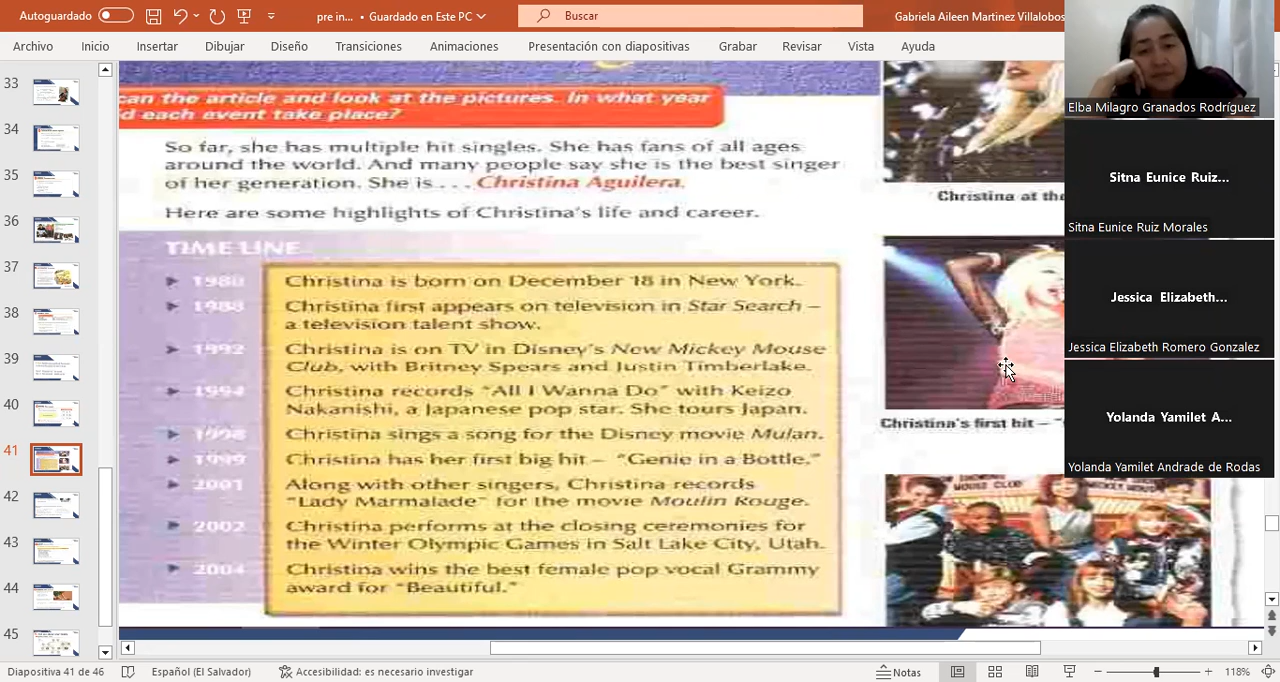 Autoguardado
pre in... • Guardado en Este PC
Buscar
Gabriela Aileen Martinez Villalobos
Archivo
Inicio
Insertar
Dibujar
Diseño
Transiciones
Animaciones
Presentación con diapositivas
Grabar
Revisar
Vista
Ayuda
33
34
35
36
37
38
39
40
41
42
43
44
45
can the article and look at the pictures. In what year
d each event take place?
So far, she has multiple hit singles. She has fans of all ages
around the world. And many people say she is the best singer
of her generation. She is . . . Christina Aguilera.
Here are some highlights of Christina's life and career.
TIME LINE
1980 Christina is born on December 18 in New York.
1988 Christina first appears on television in Star Search –
a television talent show.
1992 Christina is on TV in Disney's New Mickey Mouse
Club, with Britney Spears and Justin Timberlake.
1994 Christina records "All I Wanna Do" with Keizo
Nakanishi, a Japanese pop star. She tours Japan.
1998 Christina sings a song for the Disney movie Mulan.
1999 Christina has her first big hit – "Genie in a Bottle."
2001 Along with other singers, Christina records
"Lady Marmalade" for the movie Moulin Rouge.
2002 Christina performs at the closing ceremonies for
the Winter Olympic Games in Salt Lake City, Utah.
2004 Christina wins the best female pop vocal Grammy
award for "Beautiful."
Christina at the
Christina's first hit – "
MOUSE CLUB
Elba Milagro Granados Rodríguez
Sitna Eunice Ruiz...
Sitna Eunice Ruiz Morales
Jessica Elizabeth...
Jessica Elizabeth Romero Gonzalez
Yolanda Yamilet A...
Yolanda Yamilet Andrade de Rodas
Diapositiva 41 de 46
Español (El Salvador)
Accesibilidad: es necesario investigar
Notas
118%